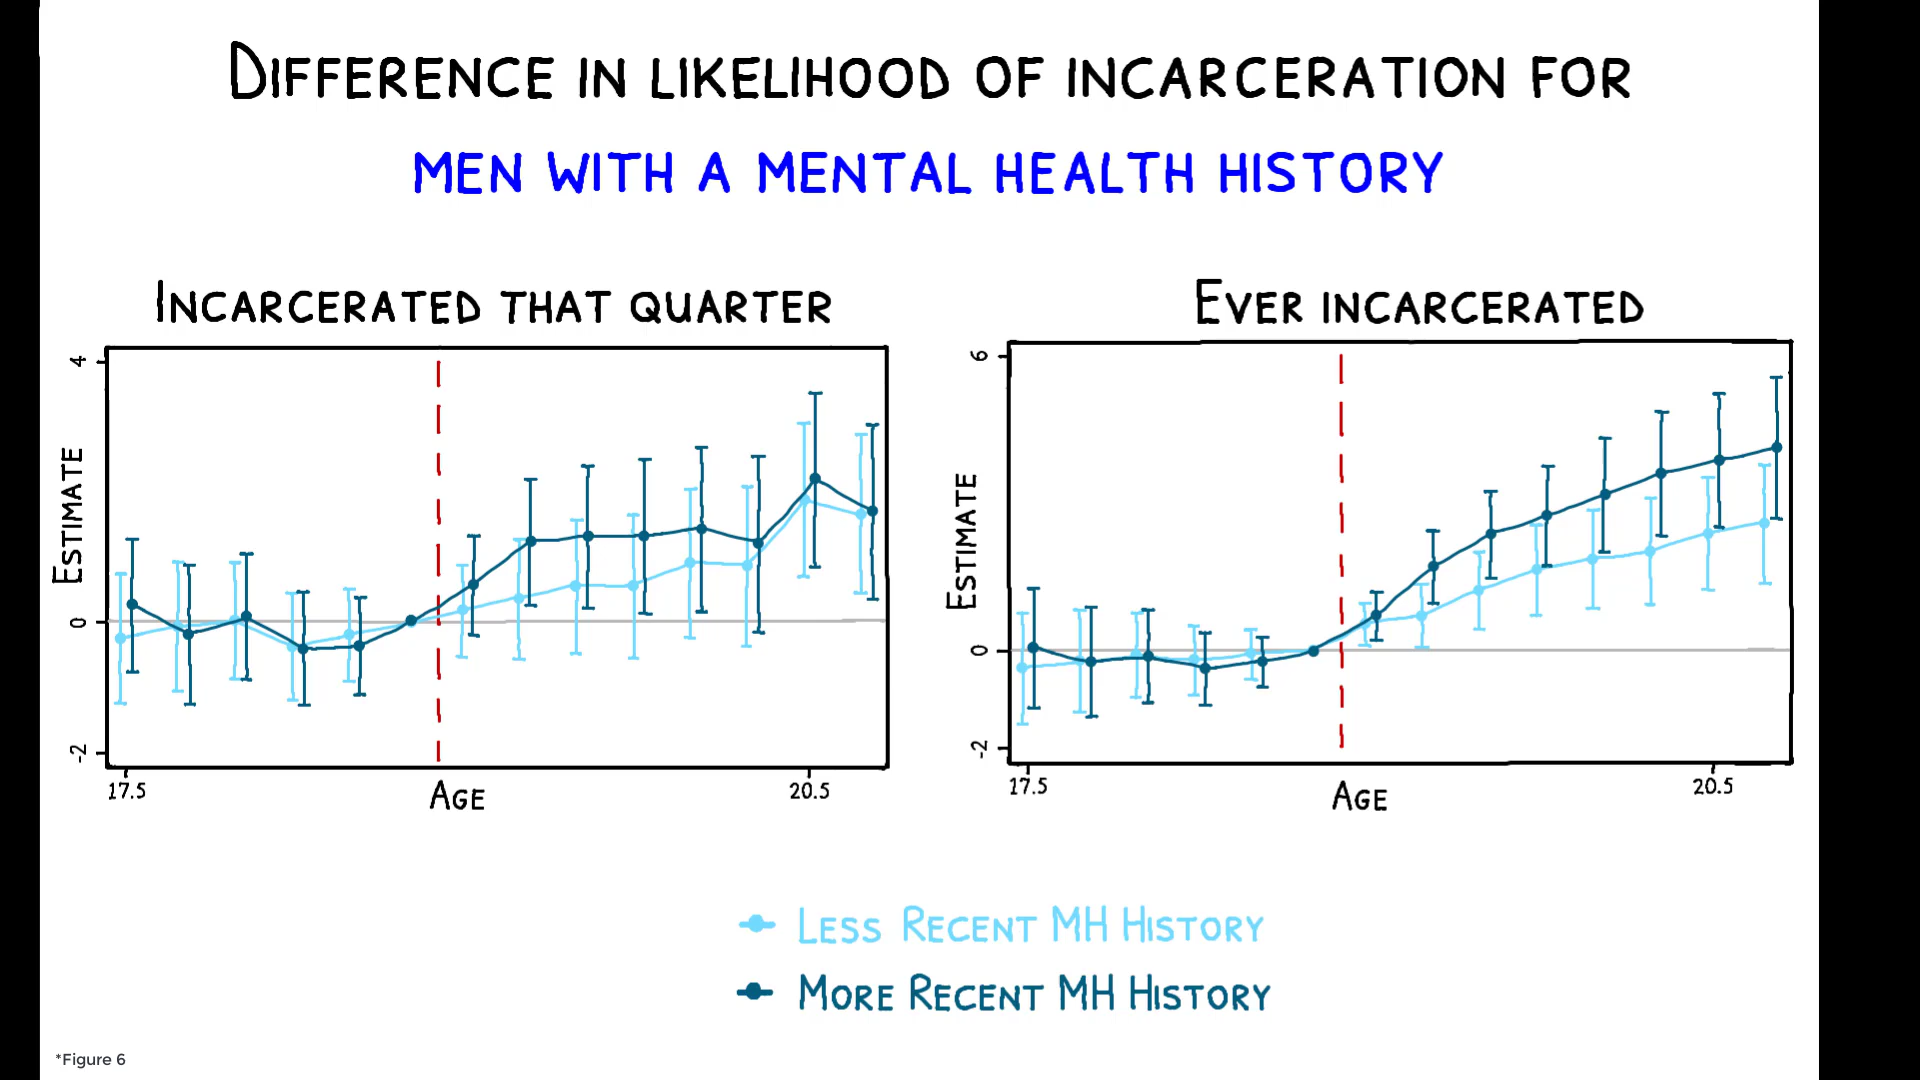 Difference in likelihood of incarceration for
men with a mental health history
Incarcerated that quarter
Ever incarcerated
4
0
-2
Estimate
17.5
Age
20.5
6
0
-2
Estimate
17.5
Age
20.5
Less Recent MH History
More Recent MH History
*Figure 6